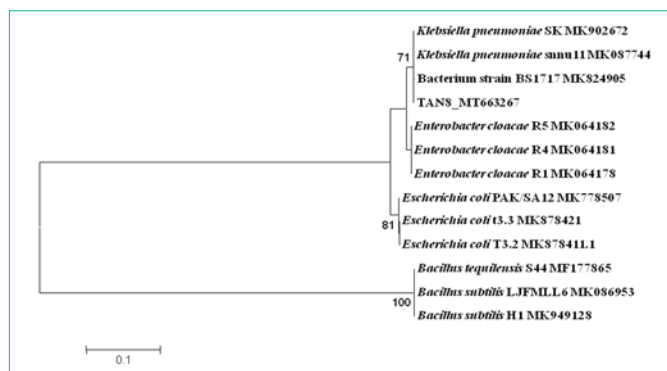 Klebsiella pneumoniae SK MK902672
71
Klebsiella pneumoniae snnu11 MK087744
Bacterium strain BS1717 MK824905
TAN8_MT663267
Enterobacter cloacae R5 MK064182
Enterobacter cloacae R4 MK064181
Enterobacter cloacae R1 MK064178
Escherichia coli PAK/SA12 MK778507
Escherichia coli t3.3 MK878421
81
Escherichia coli T3.2 MK878411.1
Bacillus tequilensis S44 MF177865
Bacillus subtilis LJFMLL6 MK086953
100
Bacillus subtilis H1 MK949128
0.1